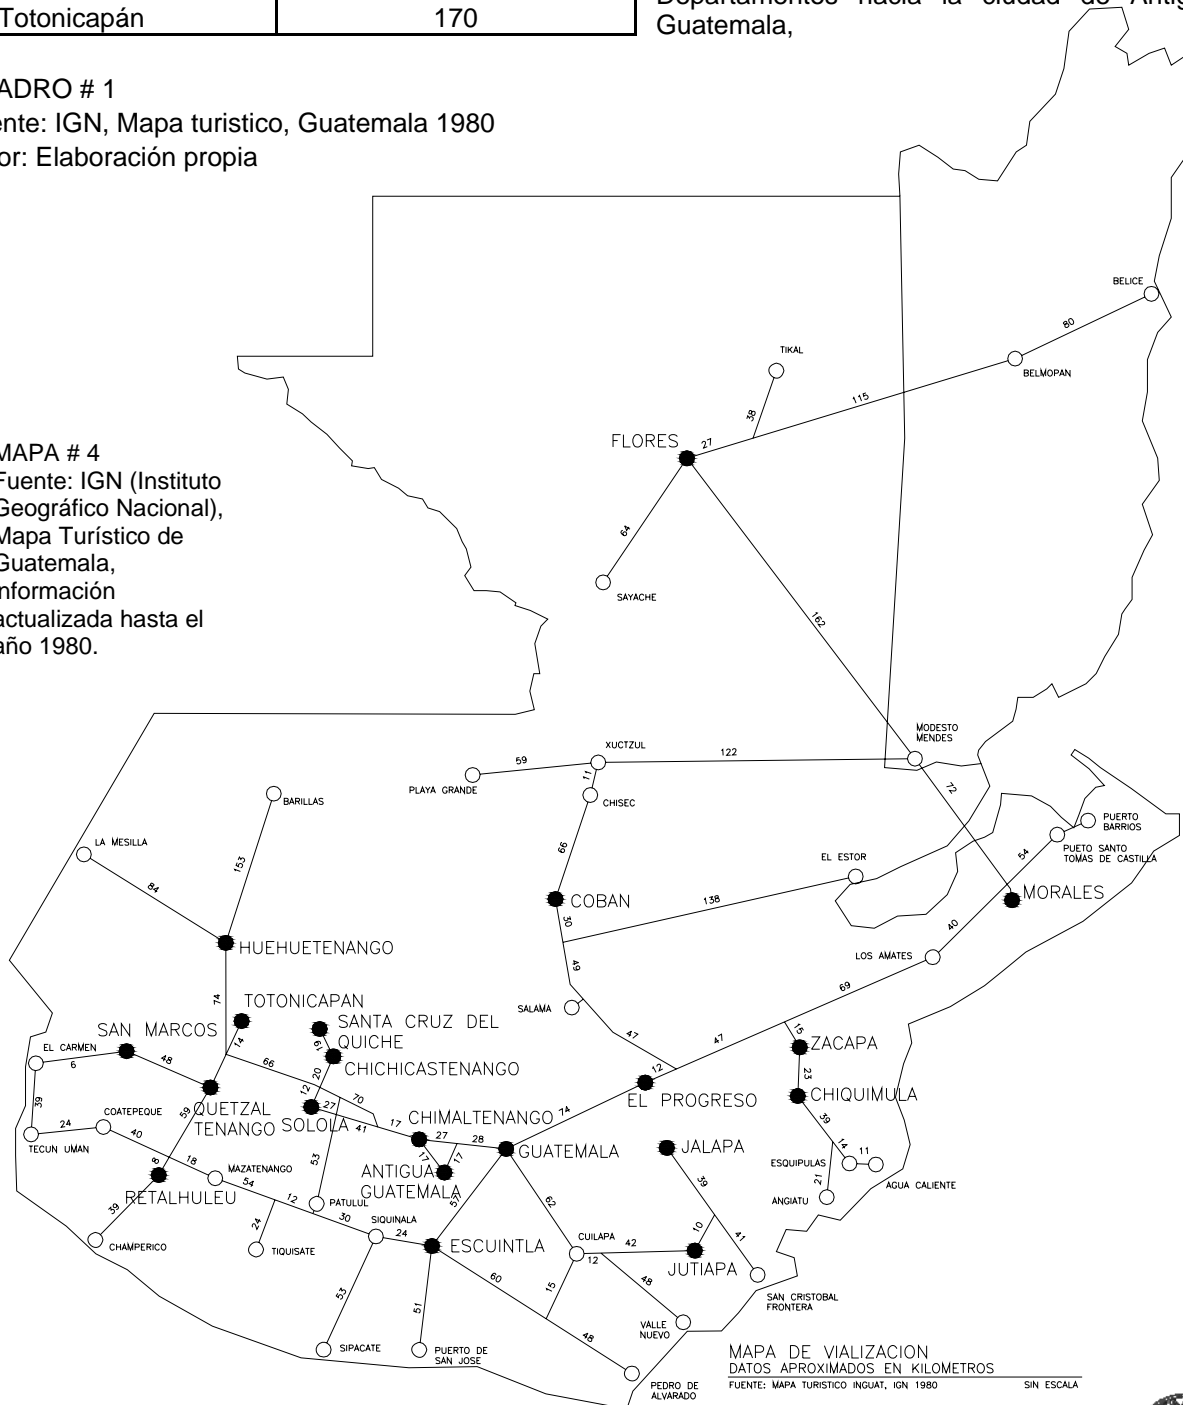 Totonicapán 170
Departamentos hacia la ciudad de Antig
Guatemala,
ADRO # 1
ente: IGN, Mapa turistico, Guatemala 1980
or: Elaboración propia
MAPA # 4
Fuente: IGN (Instituto
Geográfico Nacional),
Mapa Turístico de
Guatemala,
nformación
actualizada hasta el
año 1980.
BELICE
80
BELMOPAN
TIKAL
115
38
27
FLORES
64
SAYACHE
162
MODESTO
MENDES
XUCTZUL
122
59
PLAYA GRANDE
11
CHISEC
72
BARILLAS
PUERTO
BARRIOS
PUETO SANTO
TOMAS DE CASTILLA
54
LA MESILLA
153
84
66
EL ESTOR
138
COBAN
MORALES
30
40
HUEHUETENANGO
LOS AMATES
49
69
74
SALAMA
TOTONICAPAN
SANTA CRUZ DEL
QUICHE
SAN MARCOS
14
19
47
47
15
ZACAPA
EL CARMEN
6
48
66
CHICHICASTENANGO
20
12
23
39
59
QUETZAL
TENANGO
12
27
SOLOLA
70
41
17
CHIMALTENANGO
74
EL PROGRESO
CHIQUIMULA
COATEPEQUE
24
TECUN UMAN
40
27
28
GUATEMALA
JALAPA
39
14
11
18
8
MAZATENANGO
53
17
17
ANTIGUA
GUATEMALA
ESQUIPULAS
AGUA CALIENTE
RETALHULEU
54
12
PATULUL
57
62
39
21
ANGIATU
39
CHAMPERICO
24
TIQUISATE
30
SIQUINALA
24
ESCUINTLA
CUILAPA
12
42
10
41
JUTIAPA
60
15
48
53
51
SAN CRISTOBAL
FRONTERA
VALLE
NUEVO
48
SIPACATE
PUERTO DE
SAN JOSE
PEDRO DE
ALVARADO
MAPA DE VIALIZACION
DATOS APROXIMADOS EN KILOMETROS
FUENTE: MAPA TURISTICO INGUAT, IGN 1980 SIN ESCALA